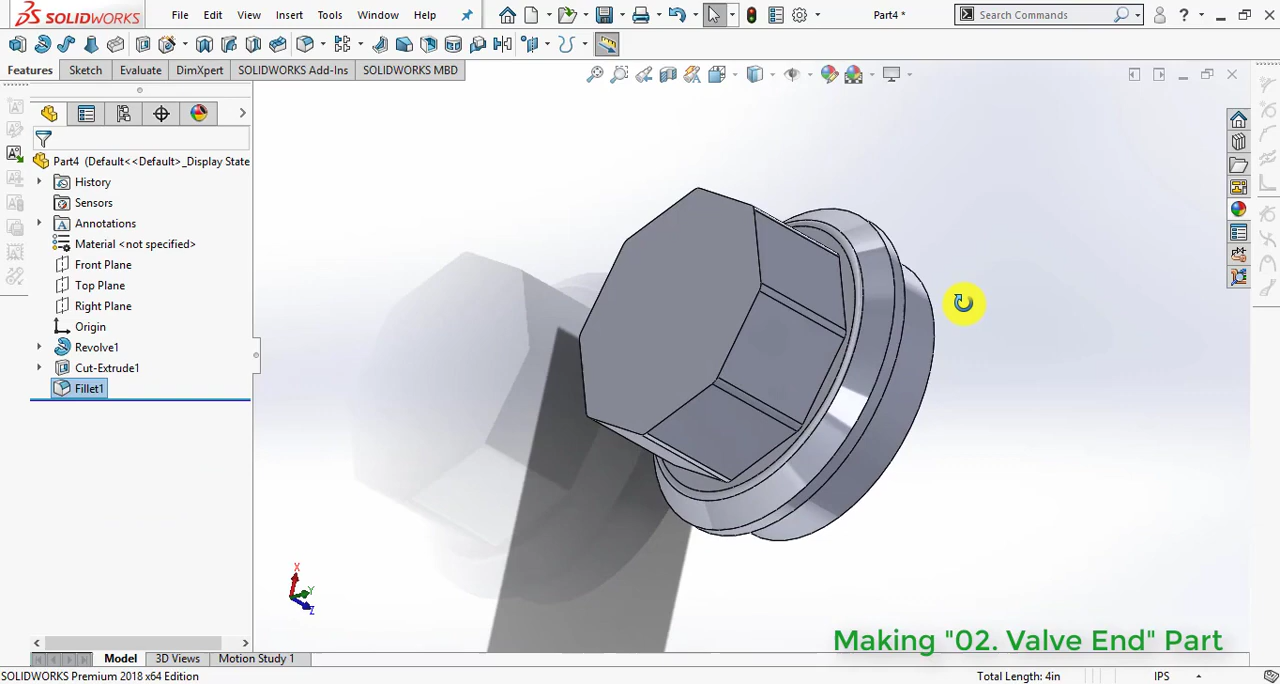 SOLIDWORKS File Edit View Insert Tools Window Help Part4 * Search Commands ?
Features Sketch Evaluate DimXpert SOLIDWORKS Add-Ins SOLIDWORKS MBD
Part4 (Default<<Default>_Display State
History
Sensors
Annotations
Material <not specified>
Front Plane
Top Plane
Right Plane
Origin
Revolve1
Cut-Extrude1
Fillet1
X
Y
Z
Making "02. Valve End" Part
Model 3D Views Motion Study 1
SOLIDWORKS Premium 2018 x64 Edition Total Length: 4in IPS